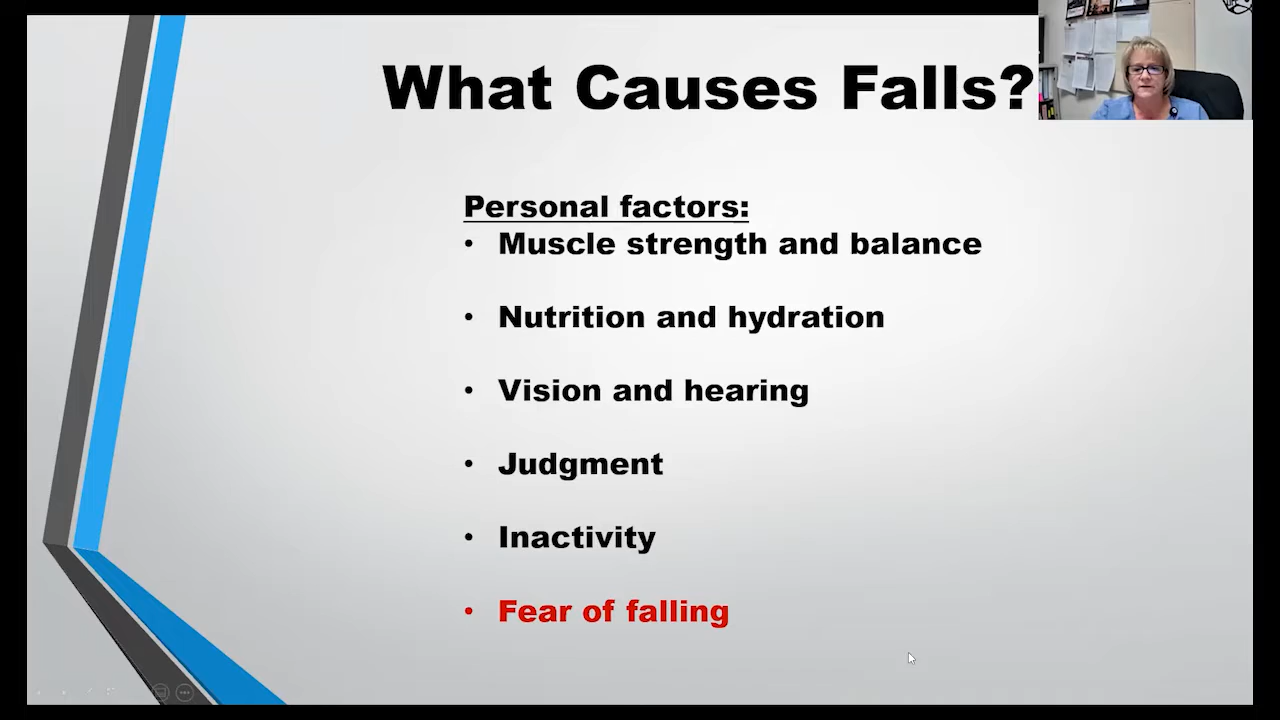 What Causes Falls?
Personal factors:
• Muscle strength and balance
• Nutrition and hydration
• Vision and hearing
• Judgment
• Inactivity
• Fear of falling